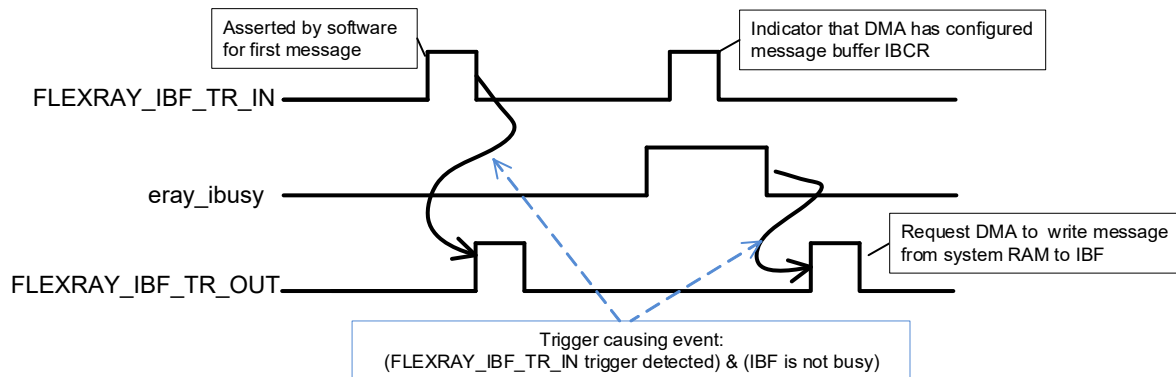 Asserted by software
for first message
Indicator that DMA has configured
message buffer IBCR
FLEXRAY_IBF_TR_IN
eray_ibusy
Request DMA to write message
from system RAM to IBF
FLEXRAY_IBF_TR_OUT
Trigger causing event:
(FLEXRAY_IBF_TR_IN trigger detected) & (IBF is not busy)